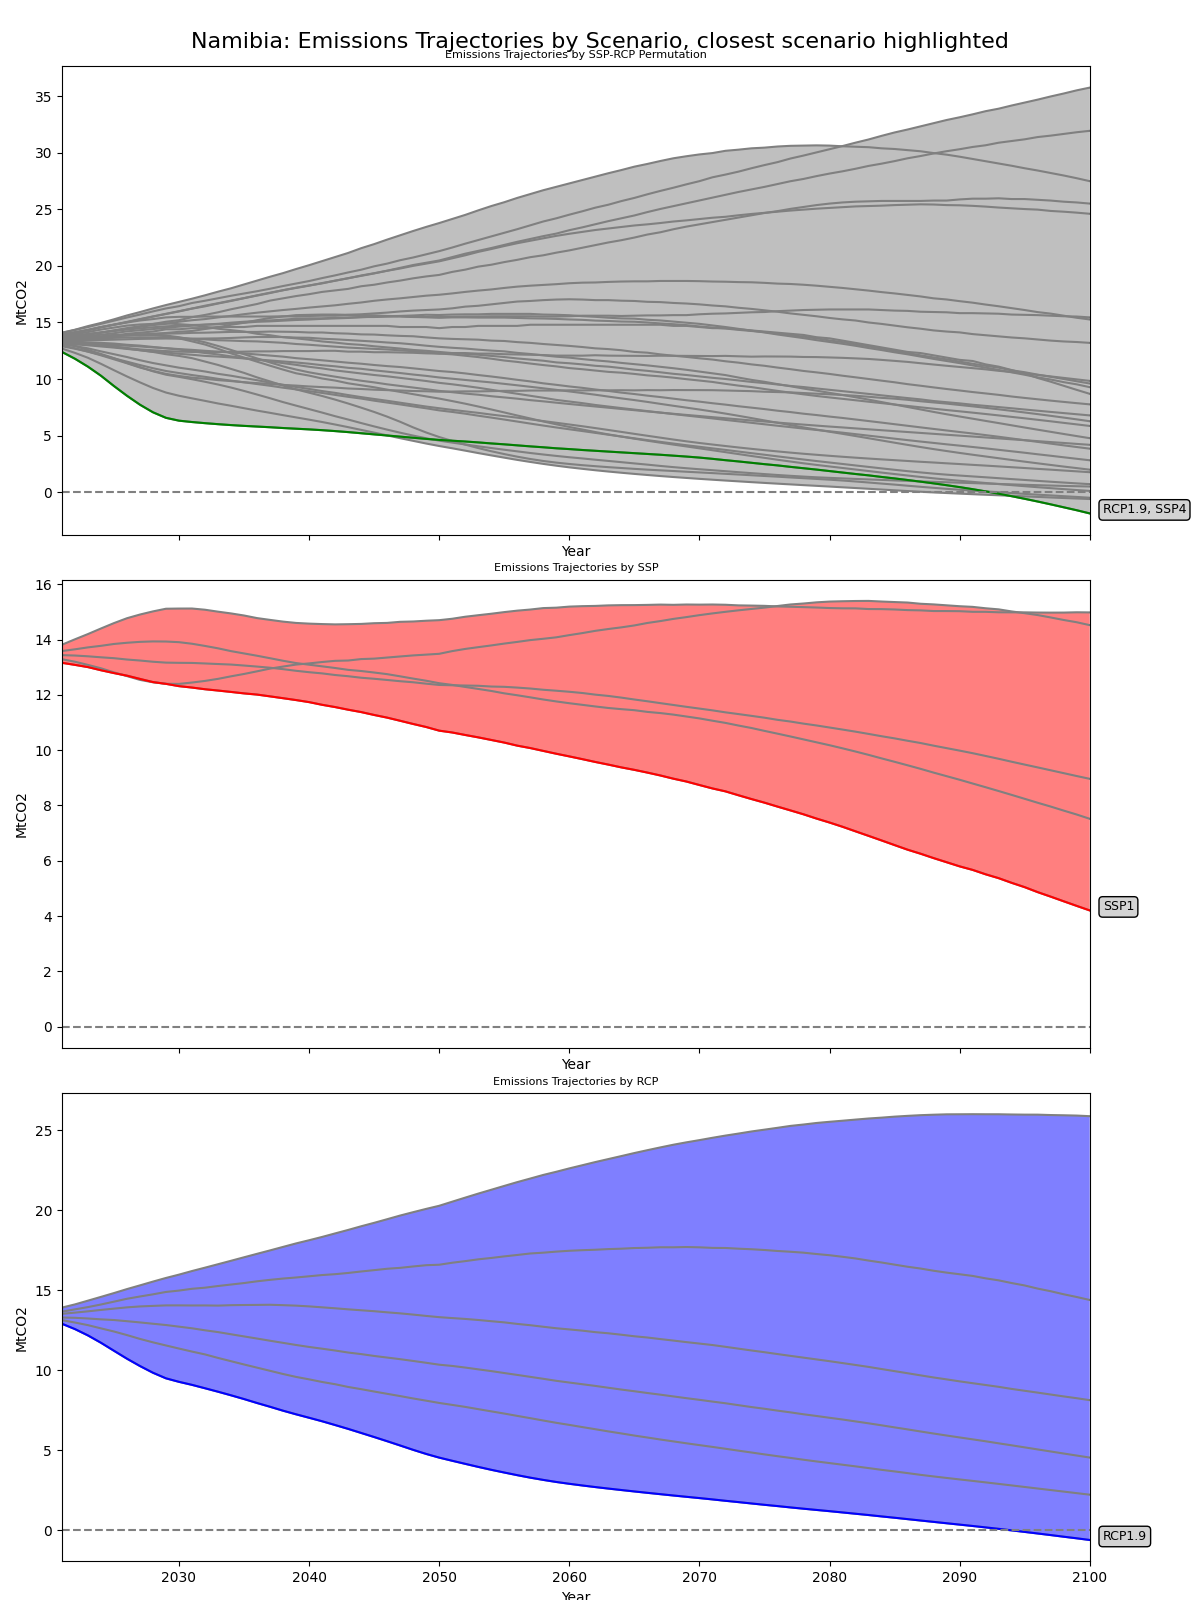 Namibia: Emissions Trajectories by Scenario, closest scenario highlighted
Emissions Trajectories by SSP-RCP Permutation
35
30
25
20
15
10
5
0
MtCO2
RCP1.9, SSP4
Year
Emissions Trajectories by SSP
16
14
12
10
8
6
4
2
0
MtCO2
SSP1
Year
Emissions Trajectories by RCP
25
20
15
10
5
0
MtCO2
RCP1.9
2030 2040 2050 2060 2070 2080 2090 2100
Year